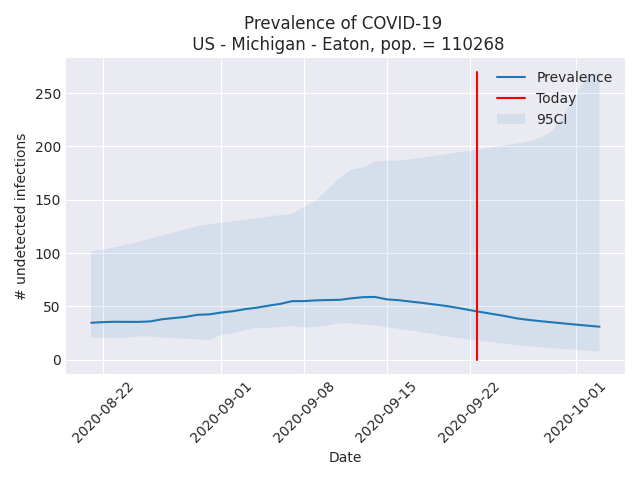 Prevalence of COVID-19
US - Michigan - Eaton, pop. = 110268
Prevalence
Today
95CI
250
200
150
100
50
0
# undetected infections
2020-08-22
2020-09-01
2020-09-08
2020-09-15
2020-09-22
2020-10-01
Date